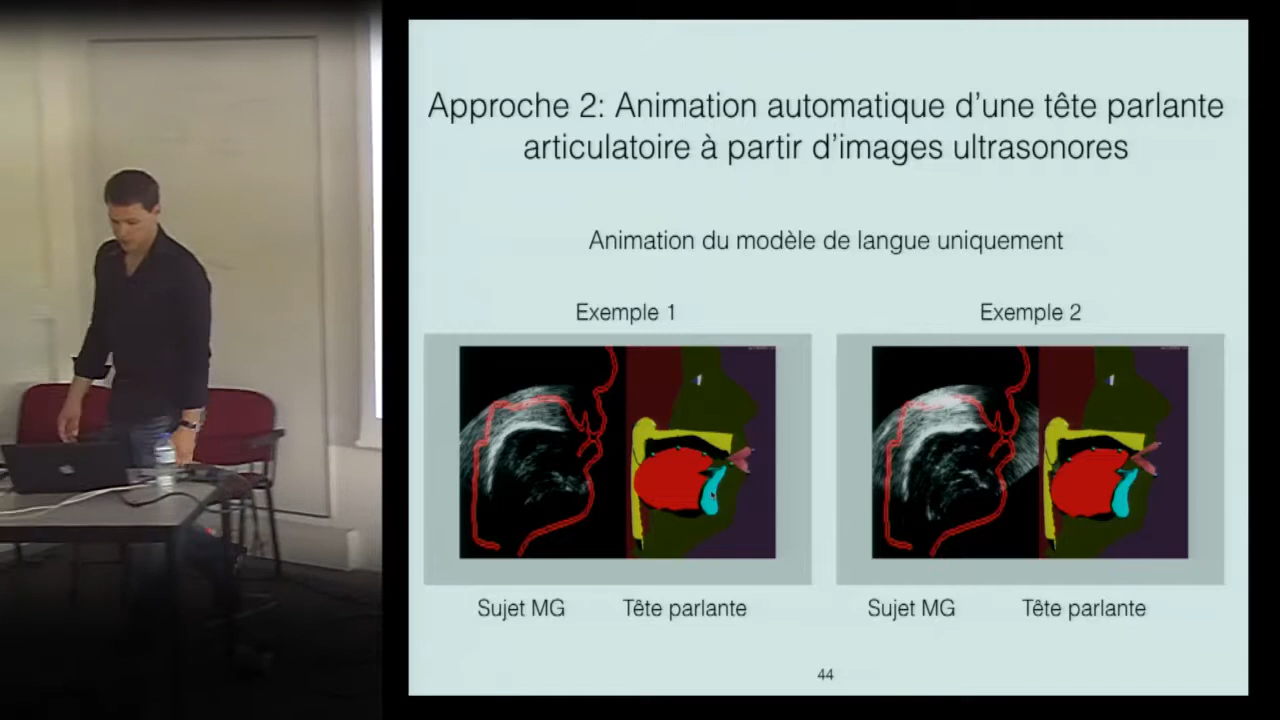 Approche 2: Animation automatique d'une tête parlante
articulatoire à partir d'images ultrasonores
Animation du modèle de langue uniquement
Exemple 1
Exemple 2
Sujet MG
Tête parlante
Sujet MG
Tête parlante
44